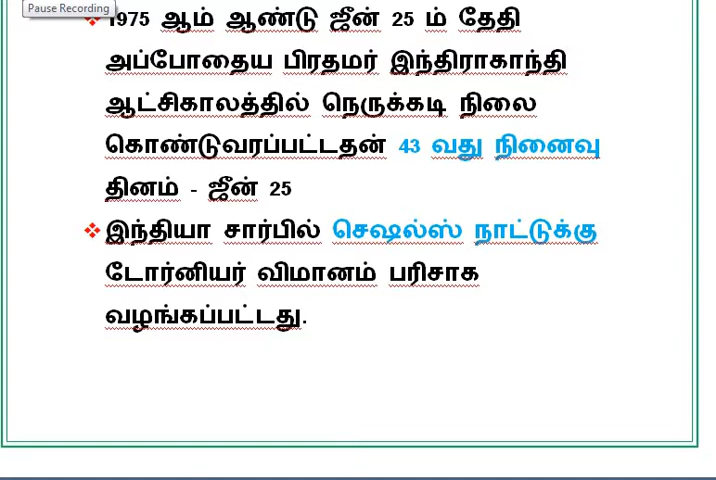 Pause Recording
1975 ஆம் ஆண்டு ஜீன் 25 ம் தேதி
அப்போதைய பிரதமர் இந்திராகாந்தி
ஆட்சிகாலத்தில் நெருக்கடி நிலை
கொண்டுவரப்பட்டதன் 43 வது நினைவு
தினம் - ஜீன் 25
இந்தியா சார்பில் செஷல்ஸ் நாட்டுக்கு
டோர்னியர் விமானம் பரிசாக
வழங்கப்பட்டது.